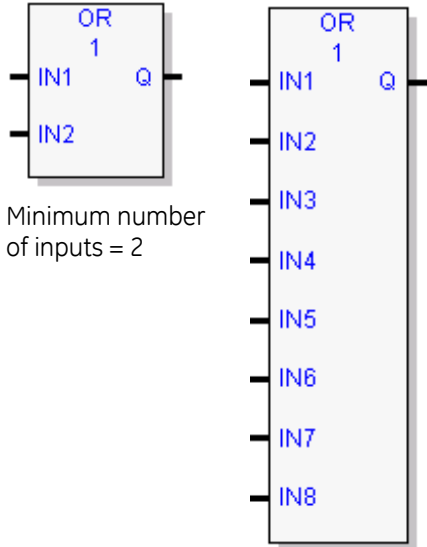 OR
1
IN1 Q
IN2
Minimum number
of inputs = 2
OR
1
IN1 Q
IN2
IN3
IN4
IN5
IN6
IN7
IN8